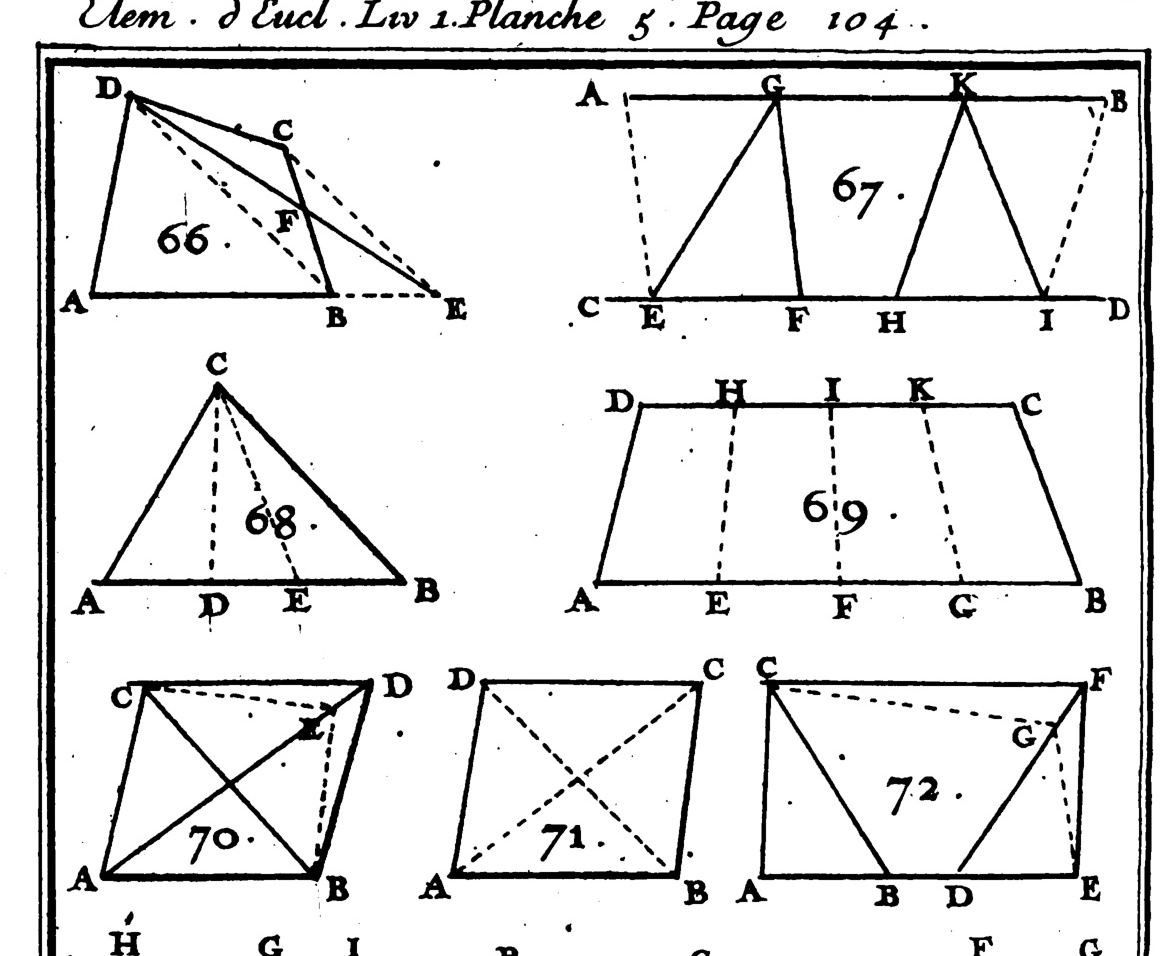 Elem . d Eucl . Liv 1 . Planche 5 . Page 104 . .
D C F 66 . A B E
A G K B 67 . C E F H I D
C 68 . A D E B
D H I K C 69 . A E F G B
C D E 70 . A B
D C 71 . A B
C F G 72 . A B D E
H G I F G